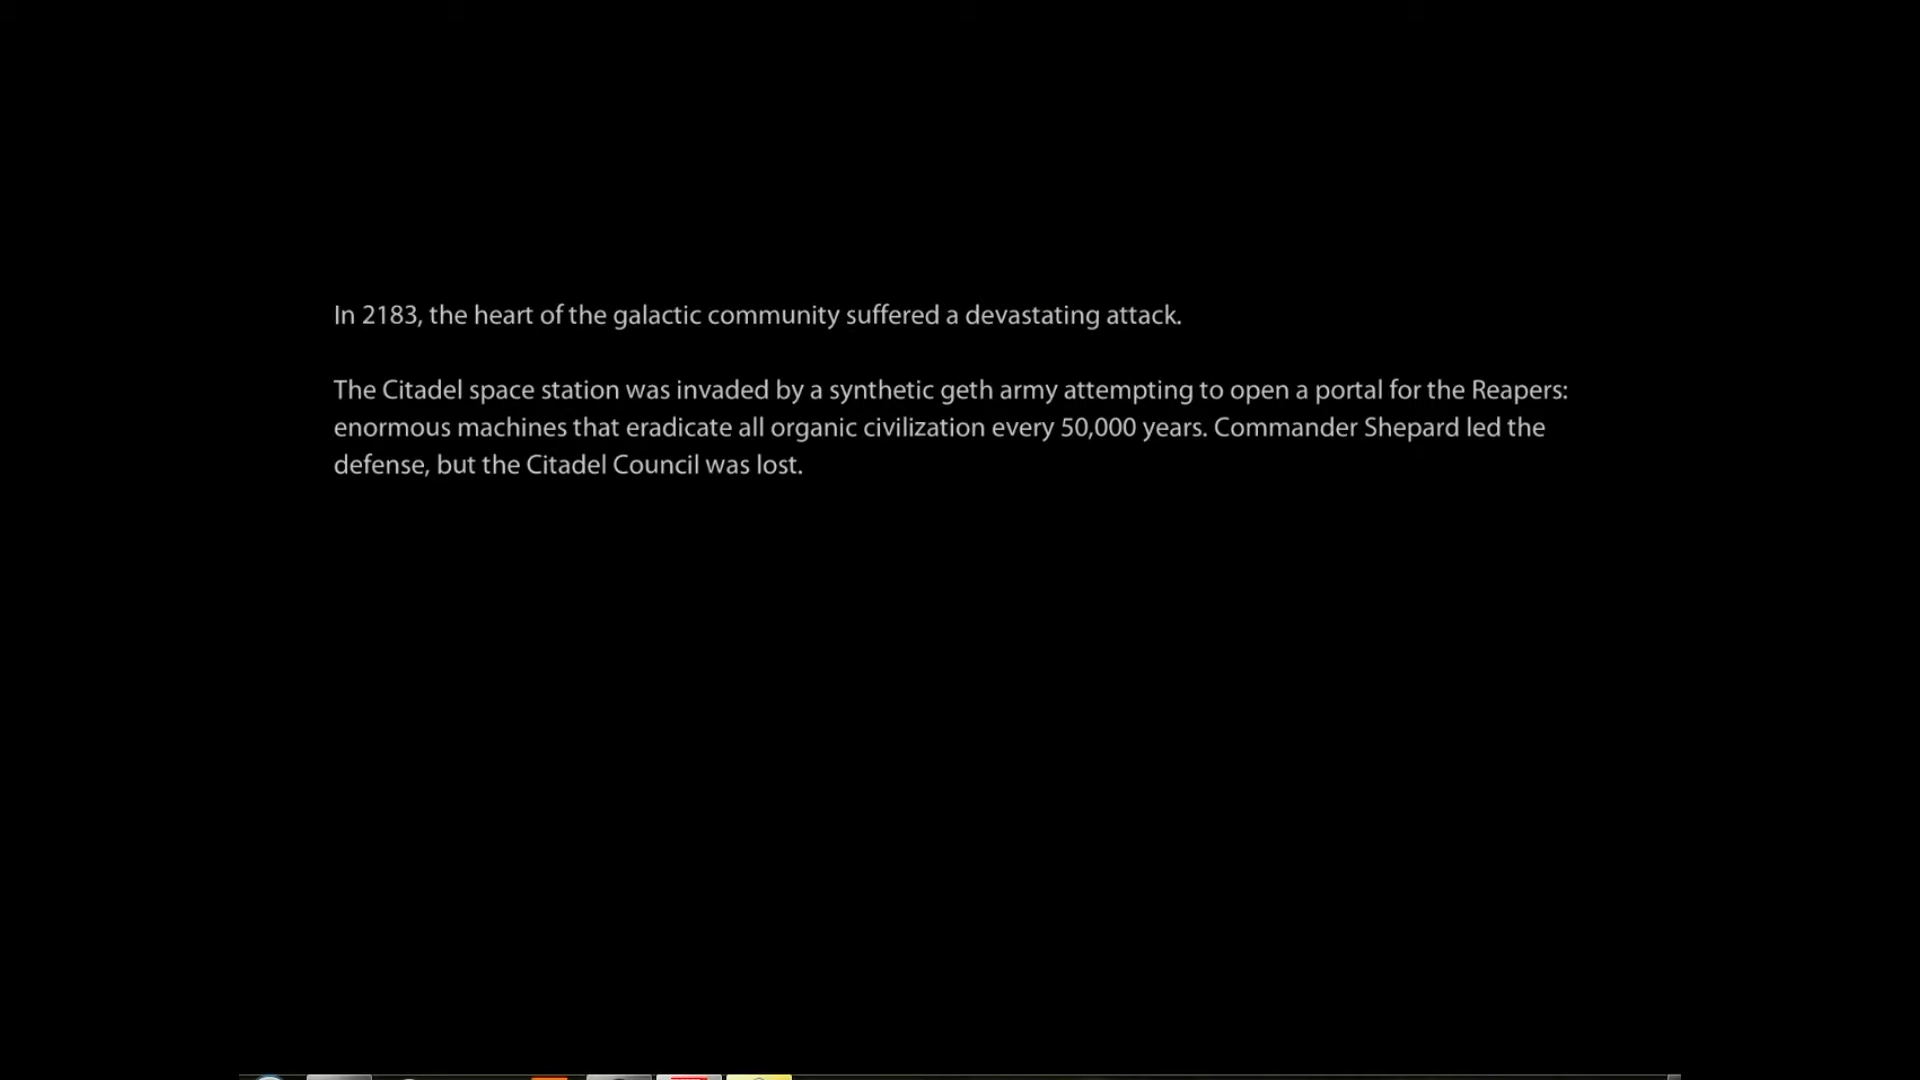 In 2183, the heart of the galactic community suffered a devastating attack.
The Citadel space station was invaded by a synthetic geth army attempting to open a portal for the Reapers:
enormous machines that eradicate all organic civilization every 50,000 years. Commander Shepard led the
defense, but the Citadel Council was lost.